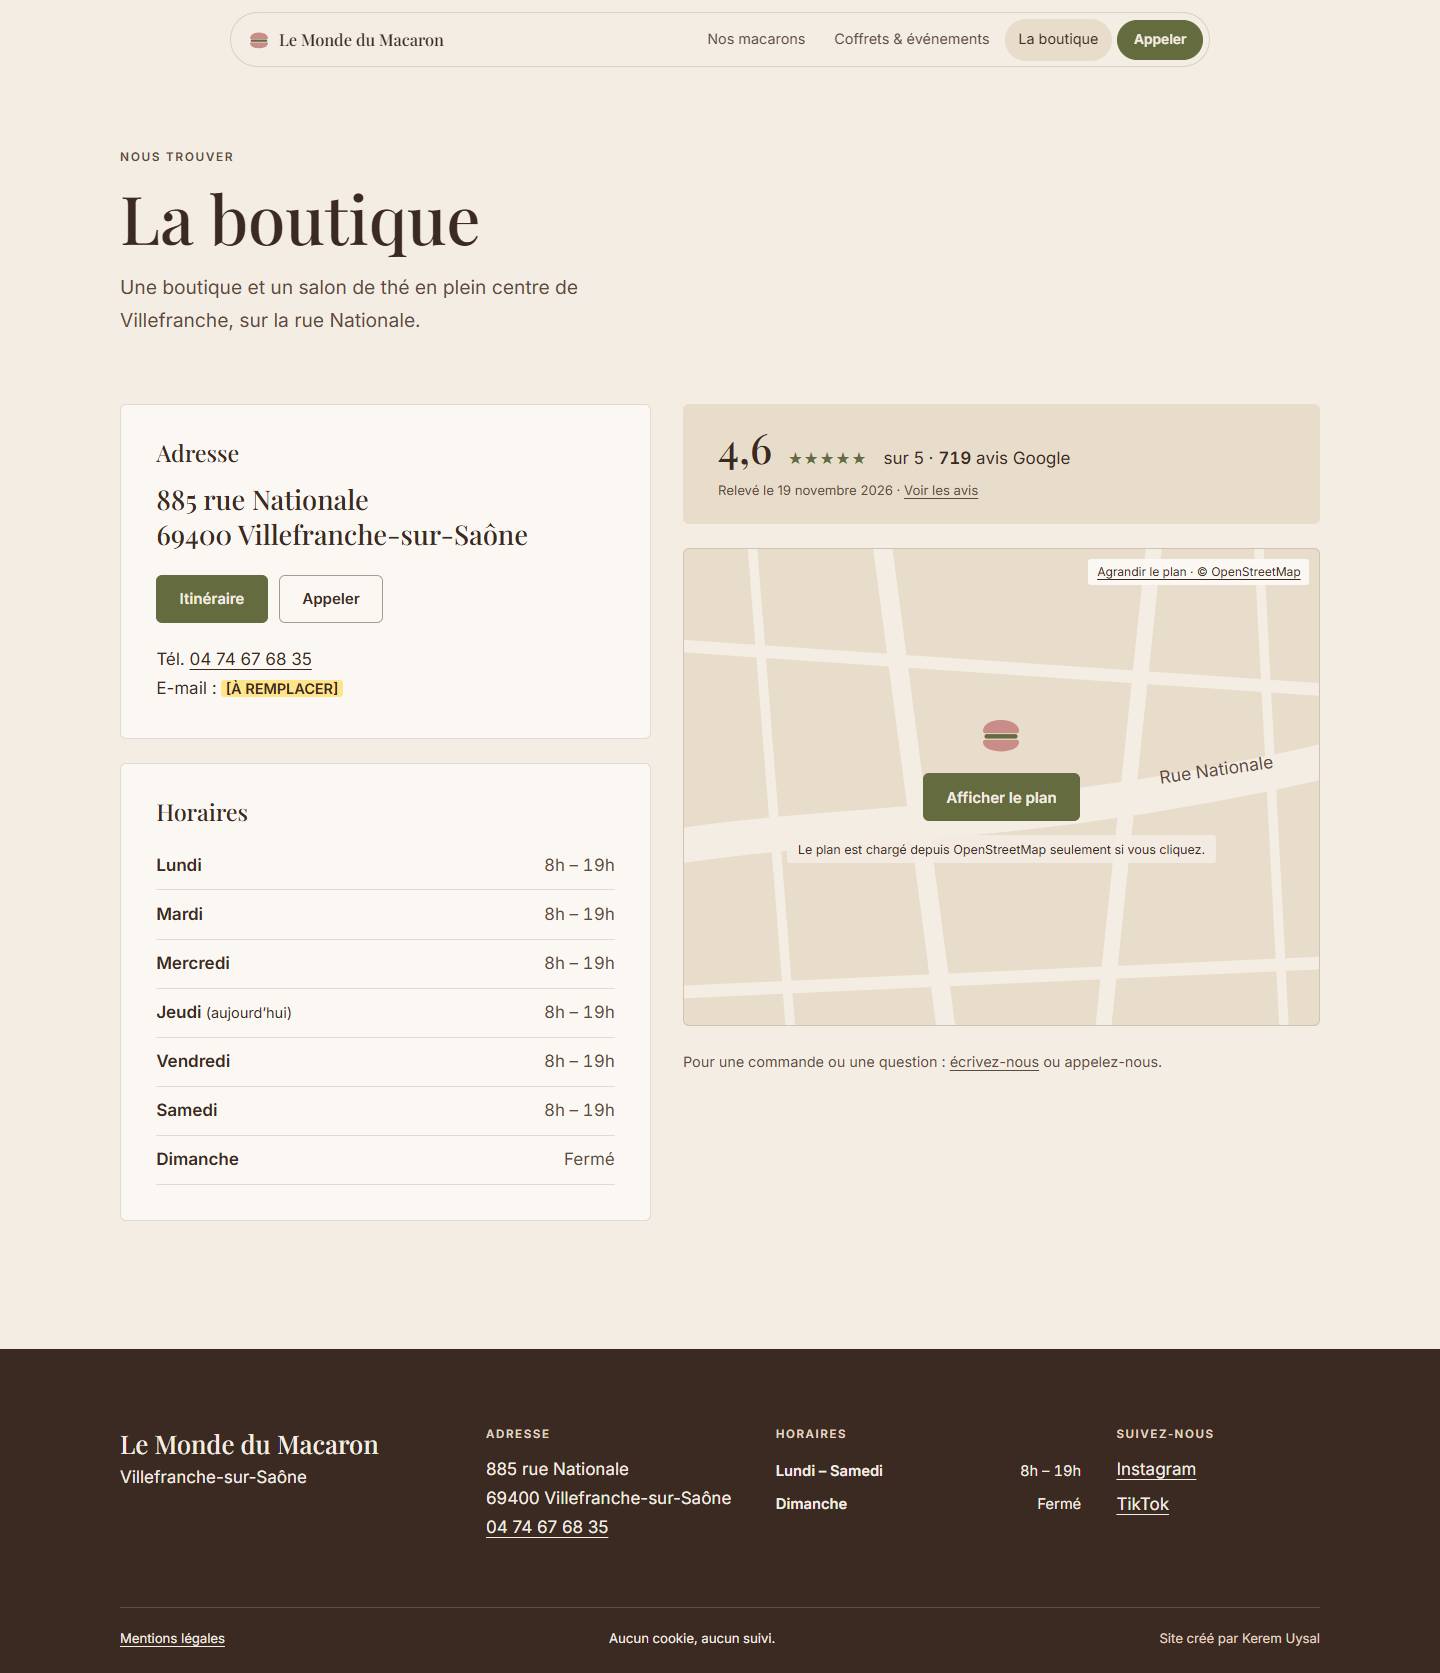 Le Monde du Macaron
Nos macarons
Coffrets & événements
La boutique
Appeler
NOUS TROUVER
La boutique
Une boutique et un salon de thé en plein centre de
Villefranche, sur la rue Nationale.
Adresse
885 rue Nationale
69400 Villefranche-sur-Saône
Itinéraire
Appeler
Tél. 04 74 67 68 35
E-mail : [À REMPLACER]
Horaires
Lundi 8h – 19h
Mardi 8h – 19h
Mercredi 8h – 19h
Jeudi (aujourd'hui) 8h – 19h
Vendredi 8h – 19h
Samedi 8h – 19h
Dimanche Fermé
4,6 ★★★★★ sur 5 · 719 avis Google
Relevé le 19 novembre 2026 · Voir les avis
Agrandir le plan · © OpenStreetMap
Rue Nationale
Afficher le plan
Le plan est chargé depuis OpenStreetMap seulement si vous cliquez.
Pour une commande ou une question : écrivez-nous ou appelez-nous.
Le Monde du Macaron
Villefranche-sur-Saône
ADRESSE
885 rue Nationale
69400 Villefranche-sur-Saône
04 74 67 68 35
HORAIRES
Lundi – Samedi 8h – 19h
Dimanche Fermé
SUIVEZ-NOUS
Instagram
TikTok
Mentions légales
Aucun cookie, aucun suivi.
Site créé par Kerem Uysal